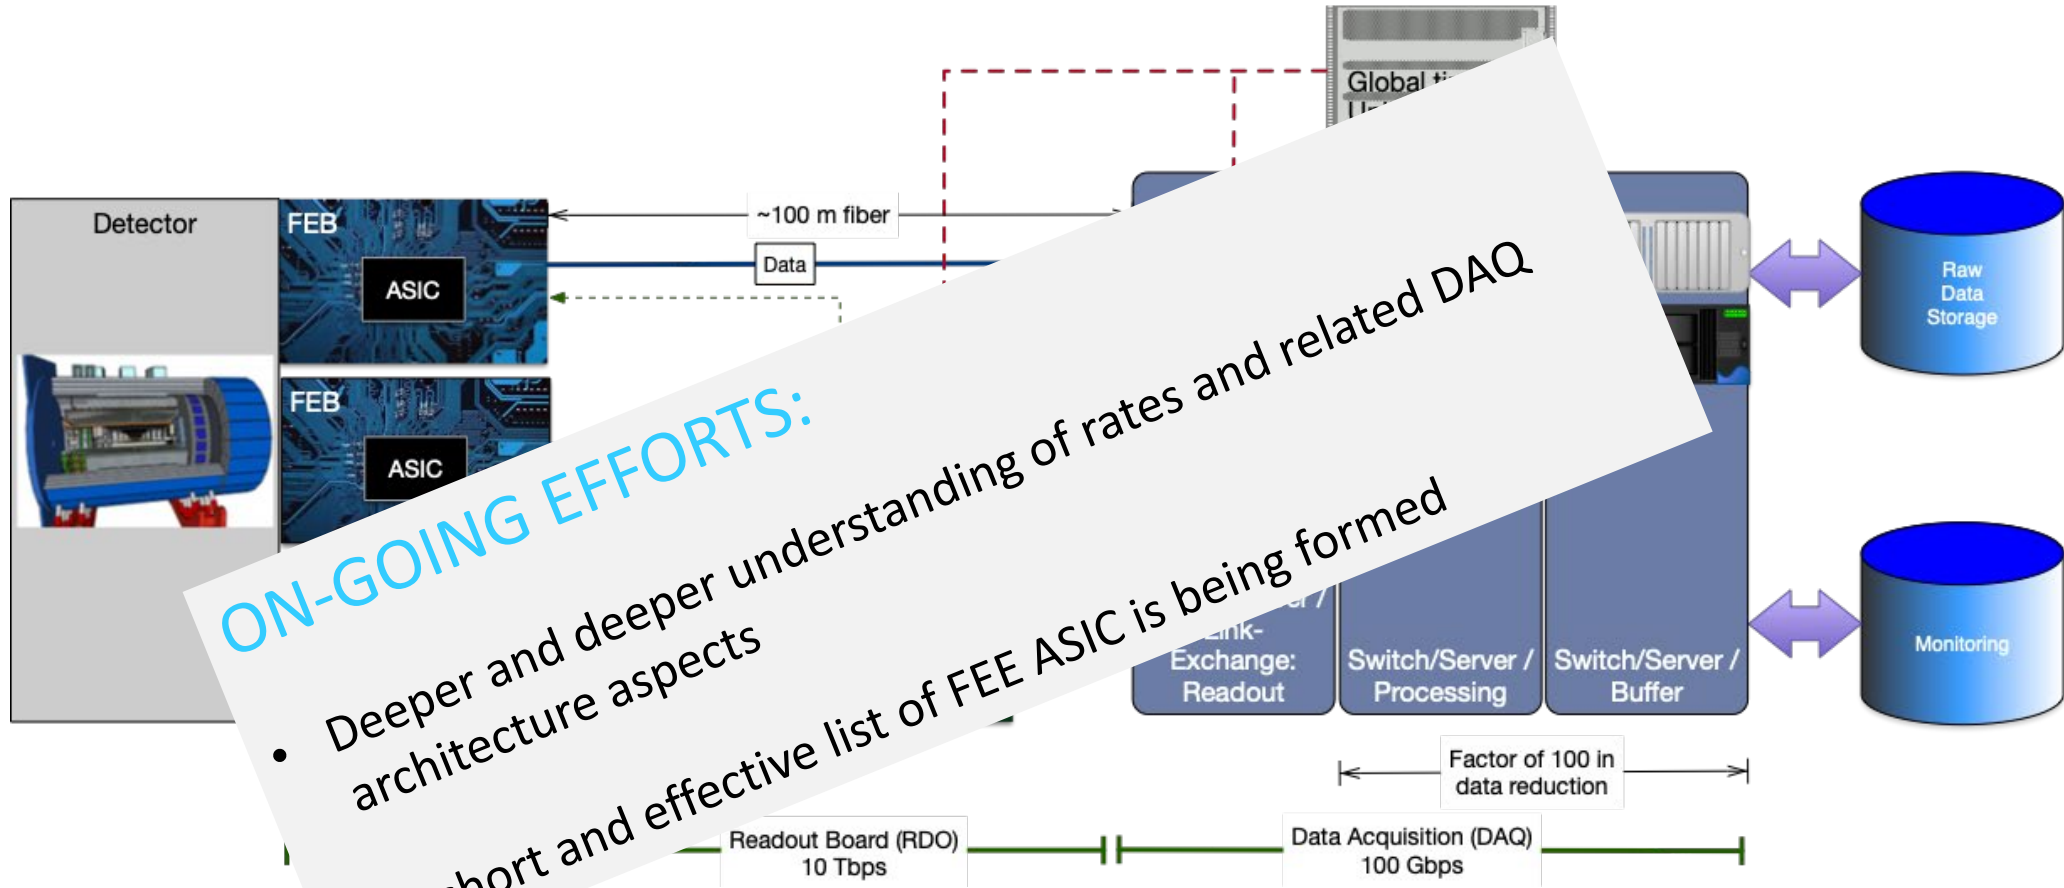 Global
Detector
FEB
~100 m fiber
Data
ASIC
Raw
Data
Storage
FEB
ASIC
ON-GOING EFFORTS:
• Deeper and deeper understanding of rates and related DAQ
architecture aspects
short and effective list of FEE ASIC is being formed
Exchange:
Readout
Switch/Server /
Processing
Switch/Server /
Buffer
Monitoring
Factor of 100 in
data reduction
Readout Board (RDO)
10 Tbps
Data Acquisition (DAQ)
100 Gbps